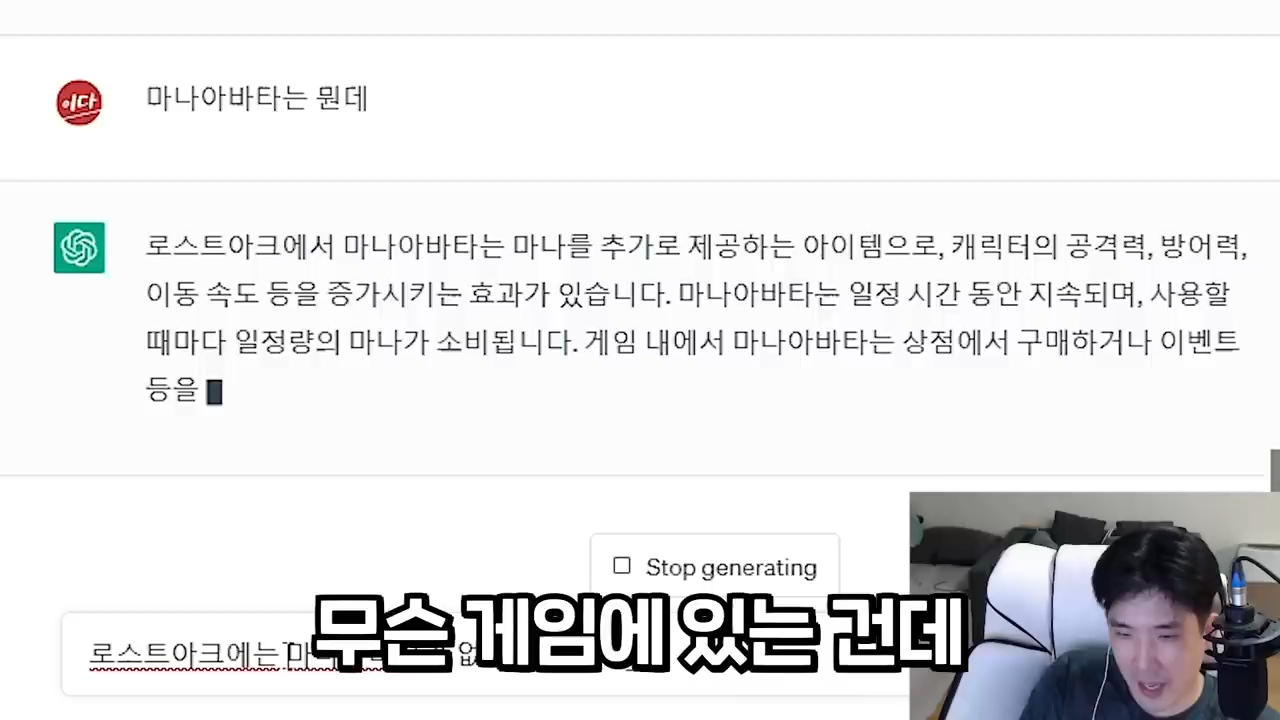 이다
마나아바타는 뭔데
로스트아크에서 마나아바타는 마나를 추가로 제공하는 아이템으로, 캐릭터의 공격력, 방어력,
이동 속도 등을 증가시키는 효과가 있습니다. 마나아바타는 일정 시간 동안 지속되며, 사용할
때마다 일정량의 마나가 소비됩니다. 게임 내에서 마나아바타는 상점에서 구매하거나 이벤트
등을
Stop generating
로스트아크에는
무슨 게임에 있는 건데